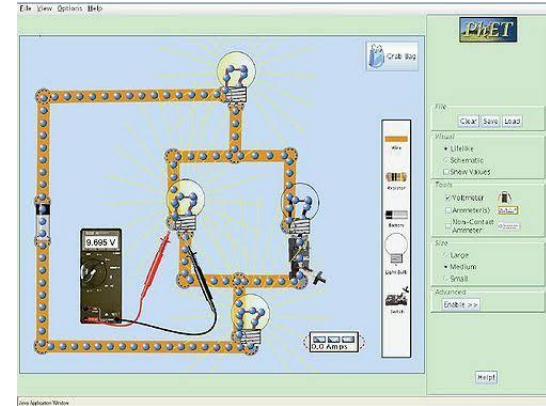 File View Options Help
PhET
Grab Bag
File
Clear Save Load
Visual
Lifelike
Schematic
Show Values
Wire
Resistor
Battery
Light Bulb
Switch
Tools
Voltmeter
Ammeter(s)
Non-Contact
Ammeter
9.695 V
Size
Large
Medium
Small
Advanced
Enable >>
0.0 Amps
Help!
Java Application Window